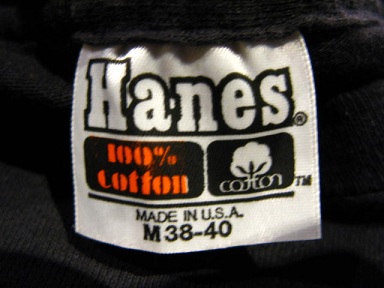 Hanes®
100% cotton
cotton™
MADE IN U.S.A.
M 38-40